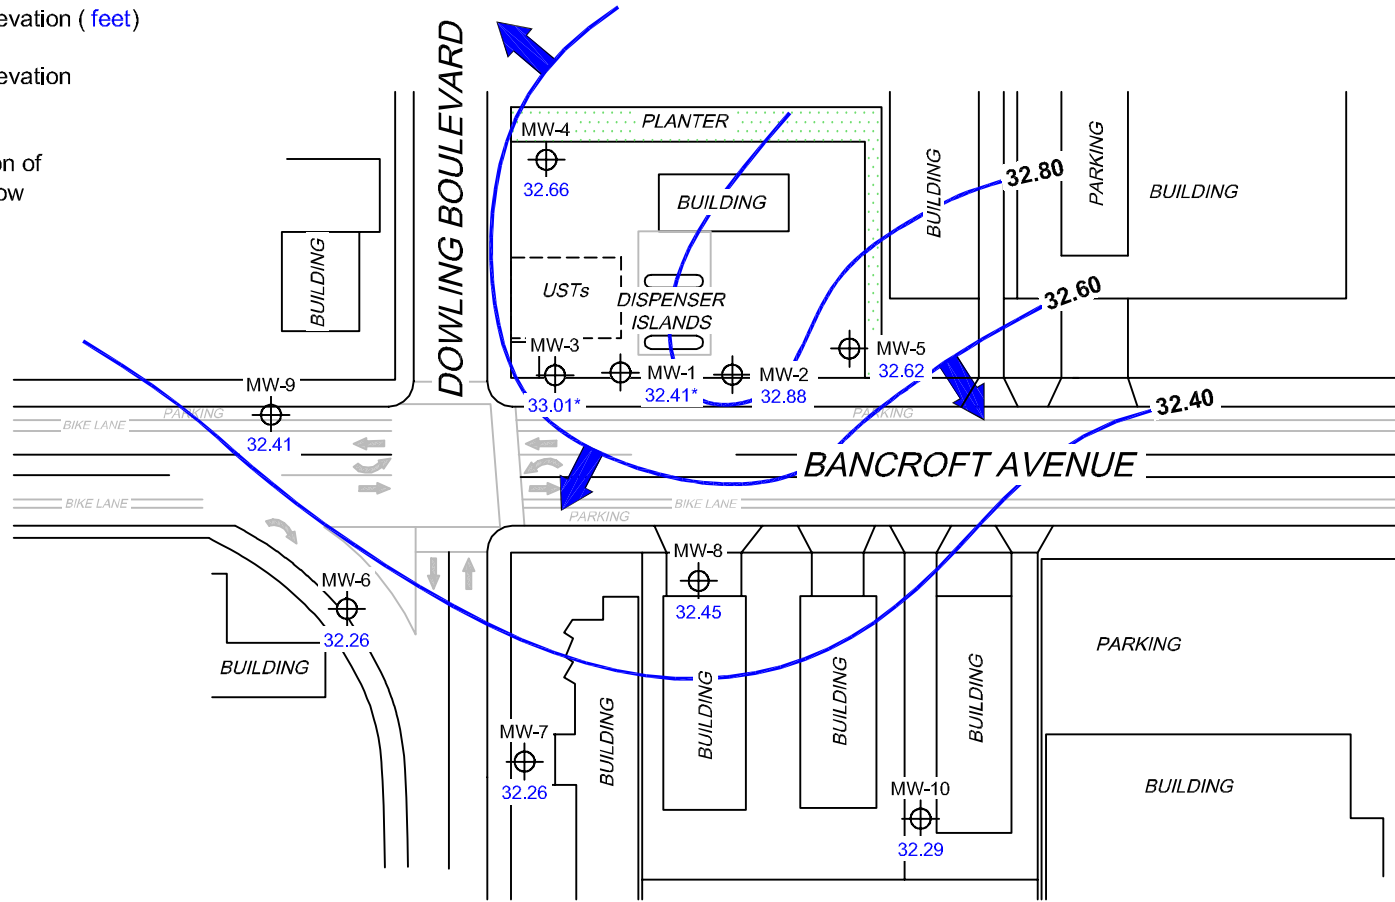 evation ( feet)
evation
on of
ow
DOWLING BOULEVARD
PLANTER
MW-4
32.66
BUILDING
USTs
DISPENSER
ISLANDS
MW-3
33.01*
MW-1
32.41*
MW-2
32.88
MW-5
32.62
BUILDING
32.80
PARKING
BUILDING
32.60
32.40
BUILDING
MW-9
32.41
PARKING
BIKE LANE
BIKE LANE
PARKING
BANCROFT AVENUE
BIKE LANE
PARKING
MW-6
32.26
BUILDING
MW-8
32.45
BUILDING
BUILDING
BUILDING
BUILDING
MW-7
32.26
MW-10
32.29
PARKING
BUILDING